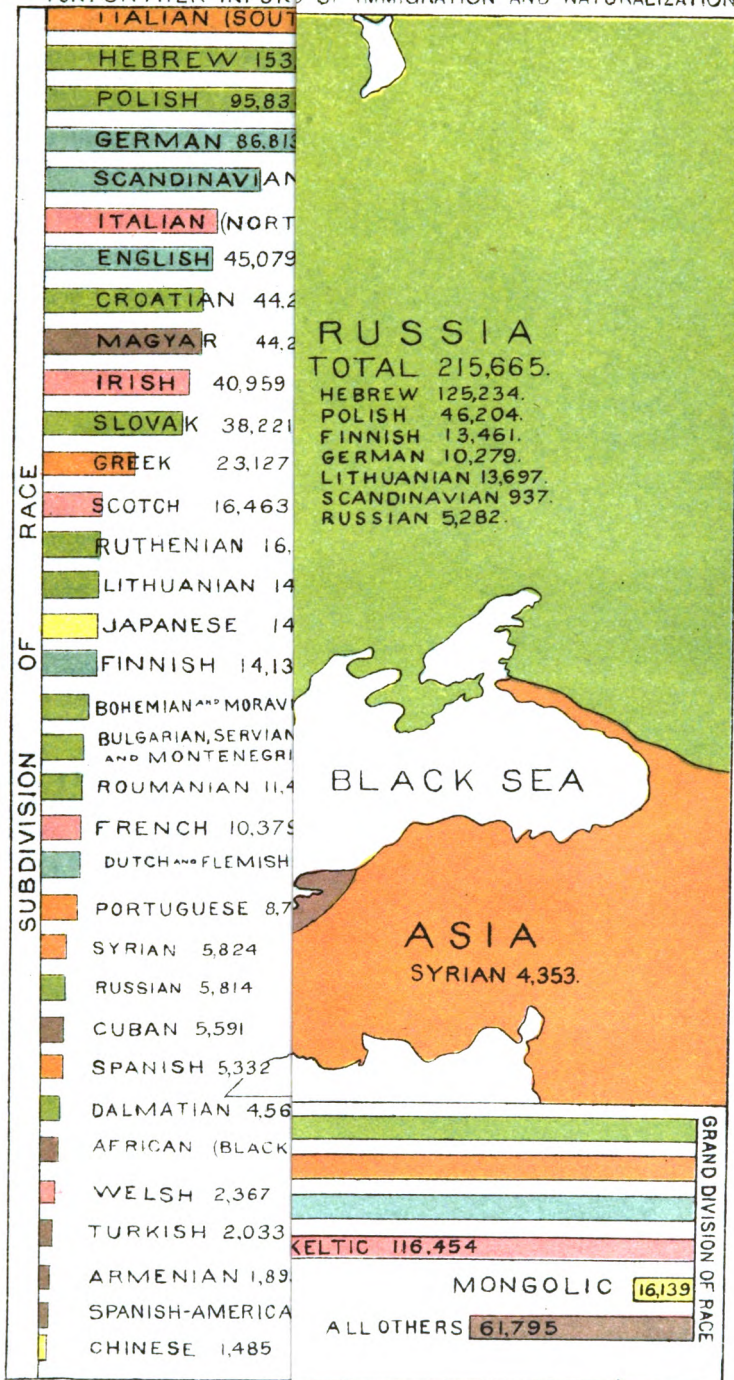 OF IMMIGRATION AND NATURALIZATION
ITALIAN (SOUT
HEBREW 153
POLISH 95,83
GERMAN 86,813
SCANDINAVIAN
ITALIAN (NORT
ENGLISH 45,079
CROATIAN 44,2
MAGYAR 44,2
IRISH 40,959
SLOVAK 38,221
GREEK 23,127
SCOTCH 16,463
RUTHENIAN 16,
LITHUANIAN 14
JAPANESE 14
FINNISH 14,13
BOHEMIAN AND MORAVI
BULGARIAN, SERVIAN
AND MONTENEGRI
ROUMANIAN 11,4
FRENCH 10,379
DUTCH AND FLEMISH
PORTUGUESE 8,7
SYRIAN 5,824
RUSSIAN 5,814
CUBAN 5,591
SPANISH 5,332
DALMATIAN 4,56
AFRICAN (BLACK
WELSH 2,367
TURKISH 2,033
ARMENIAN 1,89
SPANISH-AMERICA
CHINESE 1,485
SUBDIVISION OF RACE
RUSSIA
TOTAL 215,665.
HEBREW 125,234.
POLISH 46,204.
FINNISH 13,461.
GERMAN 10,279.
LITHUANIAN 13,697.
SCANDINAVIAN 937.
RUSSIAN 5,282.
BLACK SEA
ASIA
SYRIAN 4,353.
KELTIC 116,454
MONGOLIC 16,139
ALL OTHERS 61,795
GRAND DIVISION OF RACE